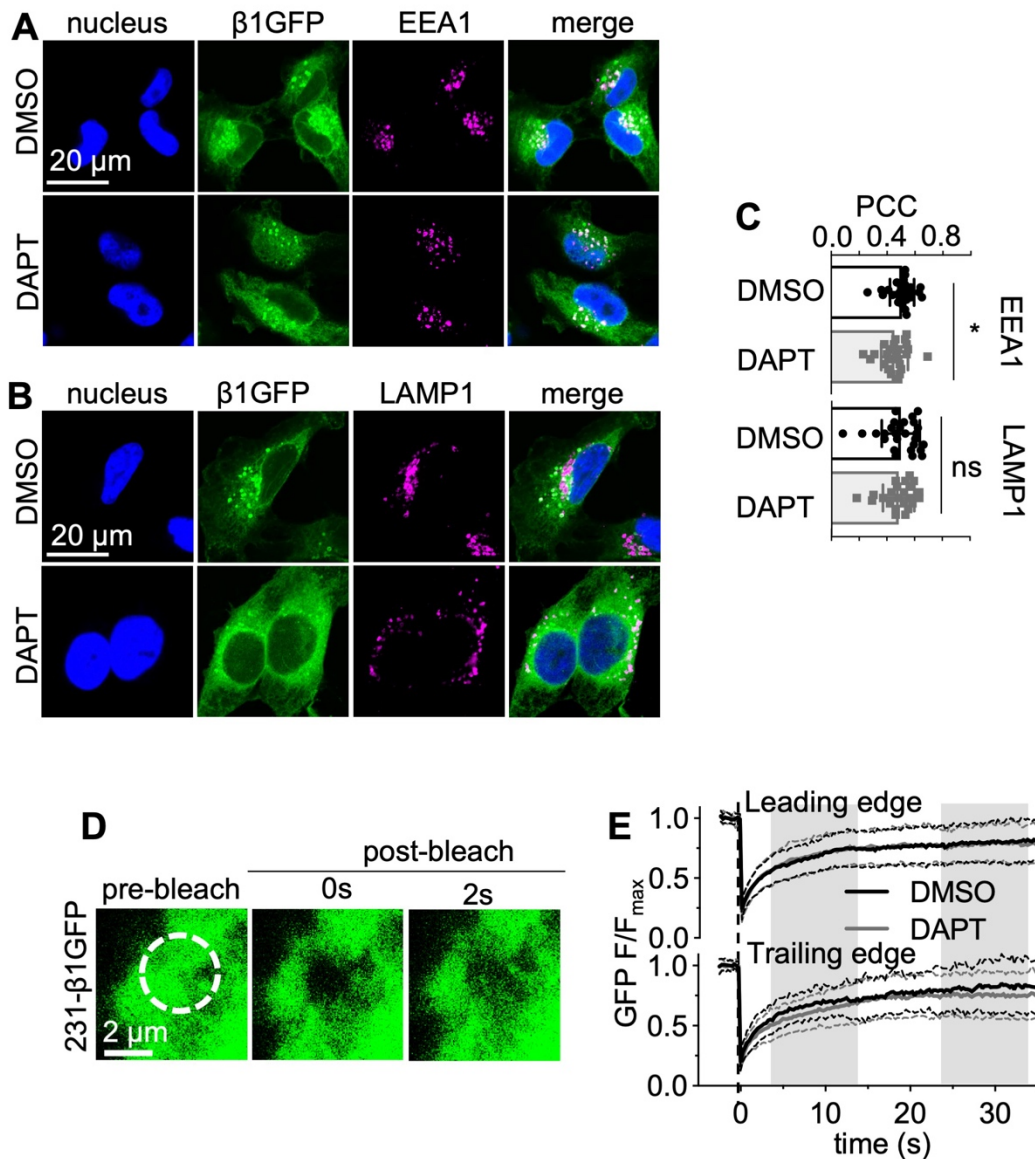 A
nucleus β1GFP EEA1 merge
DMSO
20 μm
DAPT
B
nucleus β1GFP LAMP1 merge
DMSO
20 μm
DAPT
C
PCC
0.0 0.4 0.8
DMSO
DAPT
*
EEA1
DMSO
DAPT
ns
LAMP1
D
post-bleach
pre-bleach 0s 2s
231-β1GFP
2 μm
E
Leading edge
1.0
0.5
0.0
DMSO
DAPT
GFP F/Fmax
Trailing edge
1.0
0.5
0.0
0 10 20 30
time (s)